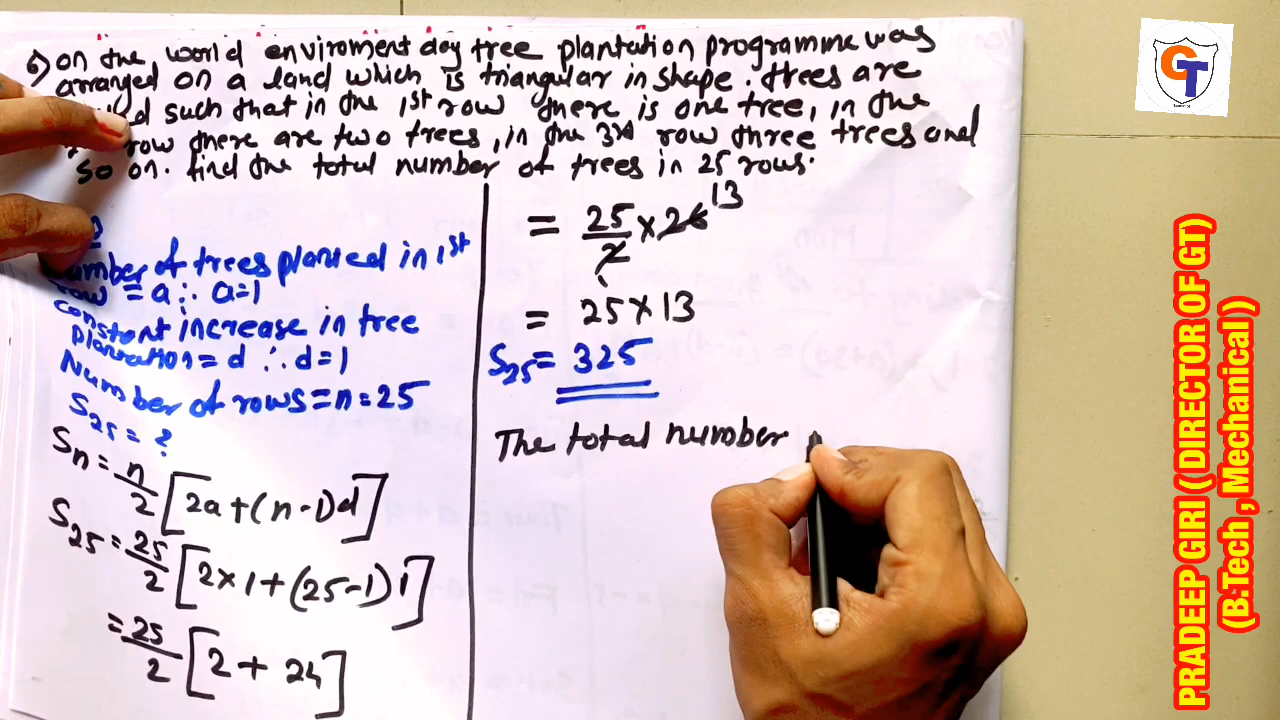 6) on the world enviroment day tree plantation programme was
arranged on a land which is triangular in shape. trees are
such that in the 1st row there is one tree, in the
row there are two trees, in the 3rd row three trees and
so on. find the total number of trees in 25 rows.
number of trees planted in 1st
row = a ∴ a=1
constant increase in tree
plantation = d ∴ d=1
Number of rows = n = 25
S25 = ?
Sn = n/2 [2a+(n-1)d]
S25 = 25/2 [2×1+(25-1)1]
= 25/2 [2 + 24]
= 25/2 × 26 13
= 25×13
S25 = 325
The total number
GT
PRADEEP GIRI (( DIRECTOR OF GT)
(B.Tech , Mechanical )